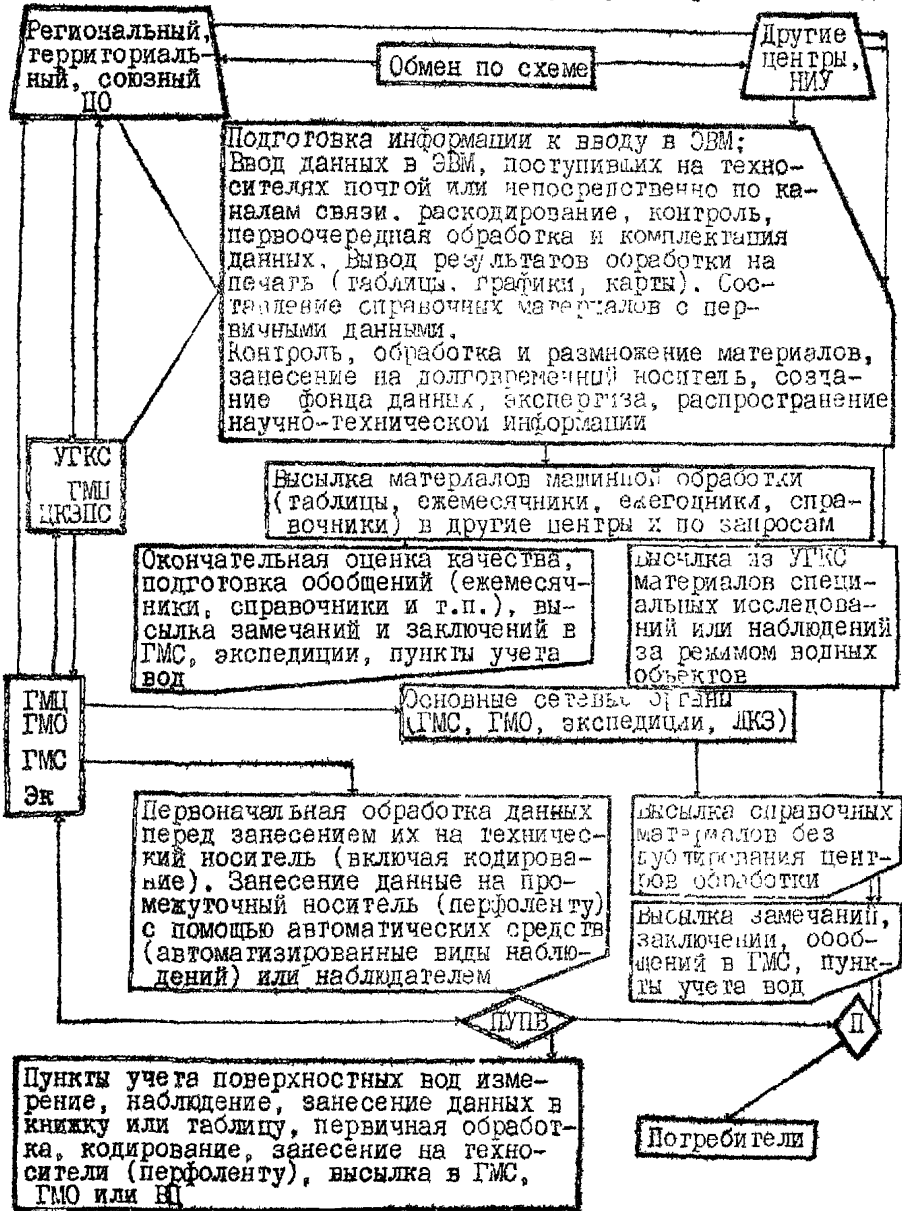 Региональный,
территориаль-
ный, союзный
ЦО
Обмен по схеме
Другие
центры,
НИУ
Подготовка информации к вводу в ЭВМ;
Ввод данных в ЭВМ, поступивших на техно-
сителях почтой или непосредственно по ка-
налам связи. раскодирование, контроль,
первоочередная обработка и комплектация
данных. Вывод результатов обработки на
печать (таблицы, графики, карты). Сос-
тавление справочных материалов с пер-
вичными данными.
Контроль, обработка и размножение материалов,
занесение на долговременный носитель, созда-
ние фонда данных, экспертиза, распространение
научно-технической информации
УГКС
ГМЦ
ЦКЗПС
Высылка материалов машинной обработки
(таблицы, ежемесячники, ежегодники, спра-
вочники) в другие центры и по запросам
Окончательная оценка качества,
подготовка обобщений (ежемесяч-
ники, справочники и т.п.), вы-
сылка замечаний и заключений в
ГМС, экспедиции, пункты учета
вод
Высылка из УГКС
материалов специ-
альных исследова-
ний или наблюдений
за режимом водных
объектов
ГМЦ
ГМО
ГМС
Эк
Основные сетевые органы
(ГМС, ГМО, экспедиции, ЛКЗ)
Первоначальная обработка данных
перед занесением их на техничес-
кий носитель (включая кодирова-
ние). Занесение данные на про-
межуточный носитель (перфоленту)
с помощью автоматических средств
(автоматизированные виды наблю-
дений) или наблюдателем
Высылка справочных
материалов без
дублирования цент-
ров обработки
Высылка замечаний,
заключений, обоб-
щений в ГМС, пунк-
ты учета вод
ПУПВ
П
Пункты учета поверхностных вод изме-
рение, наблюдение, занесение данных в
книжку или таблицу, первичная обработ-
ка, кодирование, занесение на техно-
сители (перфоленту), высылка в ГМС,
ГМО или ВЦ
Потребители